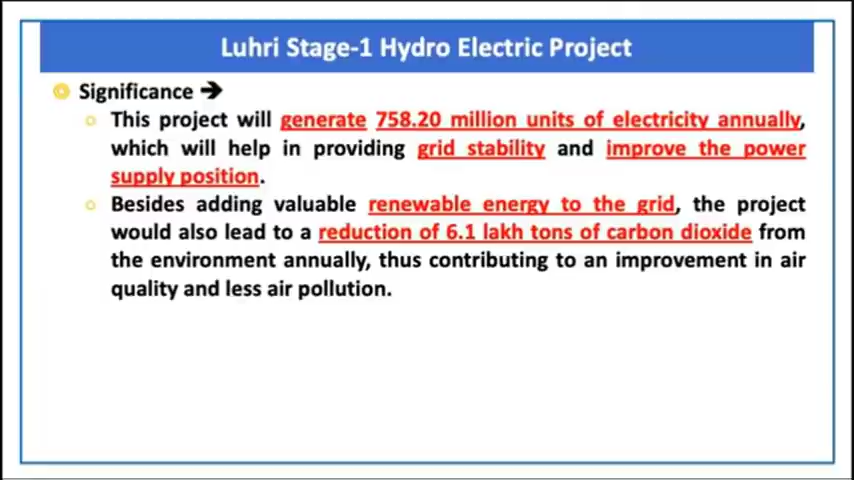 Luhri Stage-1 Hydro Electric Project
Significance ➔
This project will generate 758.20 million units of electricity annually,
which will help in providing grid stability and improve the power
supply position.
Besides adding valuable renewable energy to the grid, the project
would also lead to a reduction of 6.1 lakh tons of carbon dioxide from
the environment annually, thus contributing to an improvement in air
quality and less air pollution.